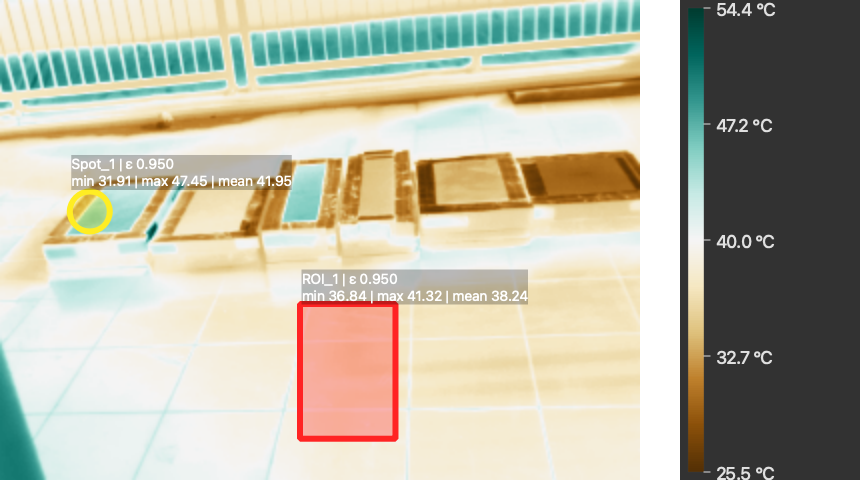 54.4 °C
47.2 °C
Spot_1 | ε 0.950
min 31.91 | max 47.45 | mean 41.95
40.0 °C
ROI_1 | ε 0.950
min 36.84 | max 41.32 | mean 38.24
32.7 °C
25.5 °C